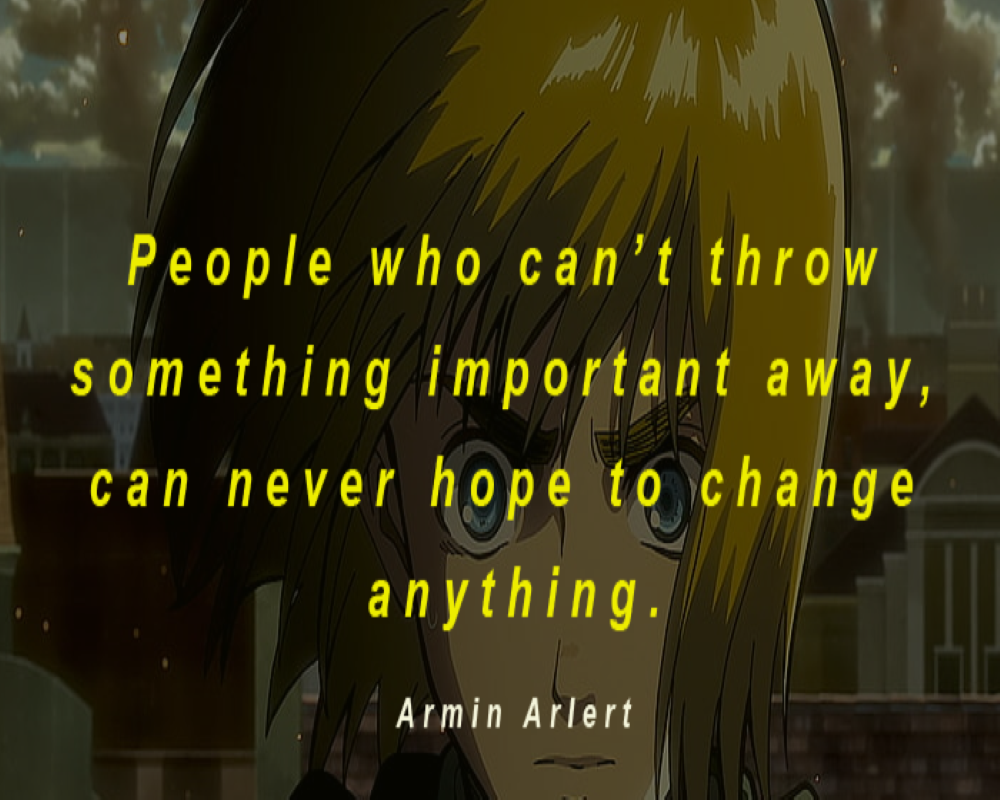 People who can’t throw
something important away,
can never hope to change
anything.
Armin Arlert